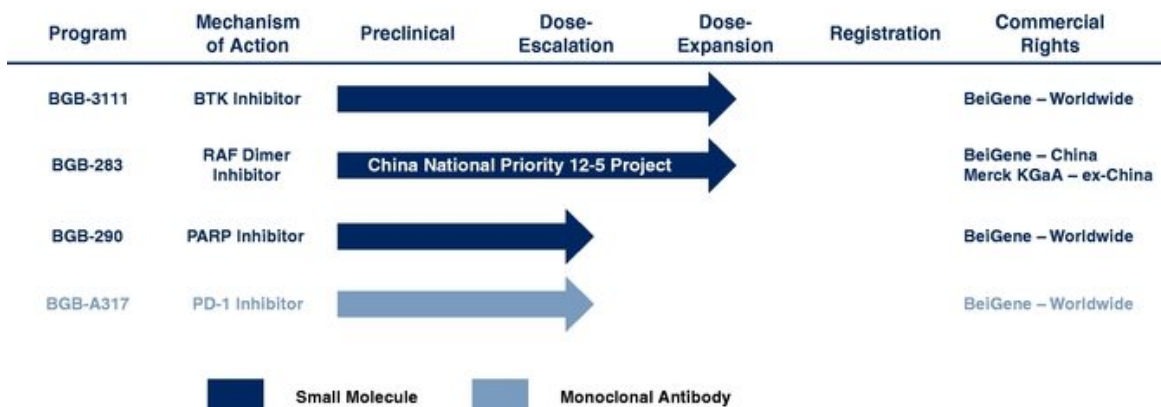 Program Mechanism of Action Preclinical Dose-Escalation Dose-Expansion Registration Commercial Rights
BGB-3111 BTK Inhibitor BeiGene – Worldwide
BGB-283 RAF Dimer Inhibitor China National Priority 12-5 Project BeiGene – China
Merck KGaA – ex-China
BGB-290 PARP Inhibitor BeiGene – Worldwide
BGB-A317 PD-1 Inhibitor BeiGene – Worldwide
Small Molecule Monoclonal Antibody